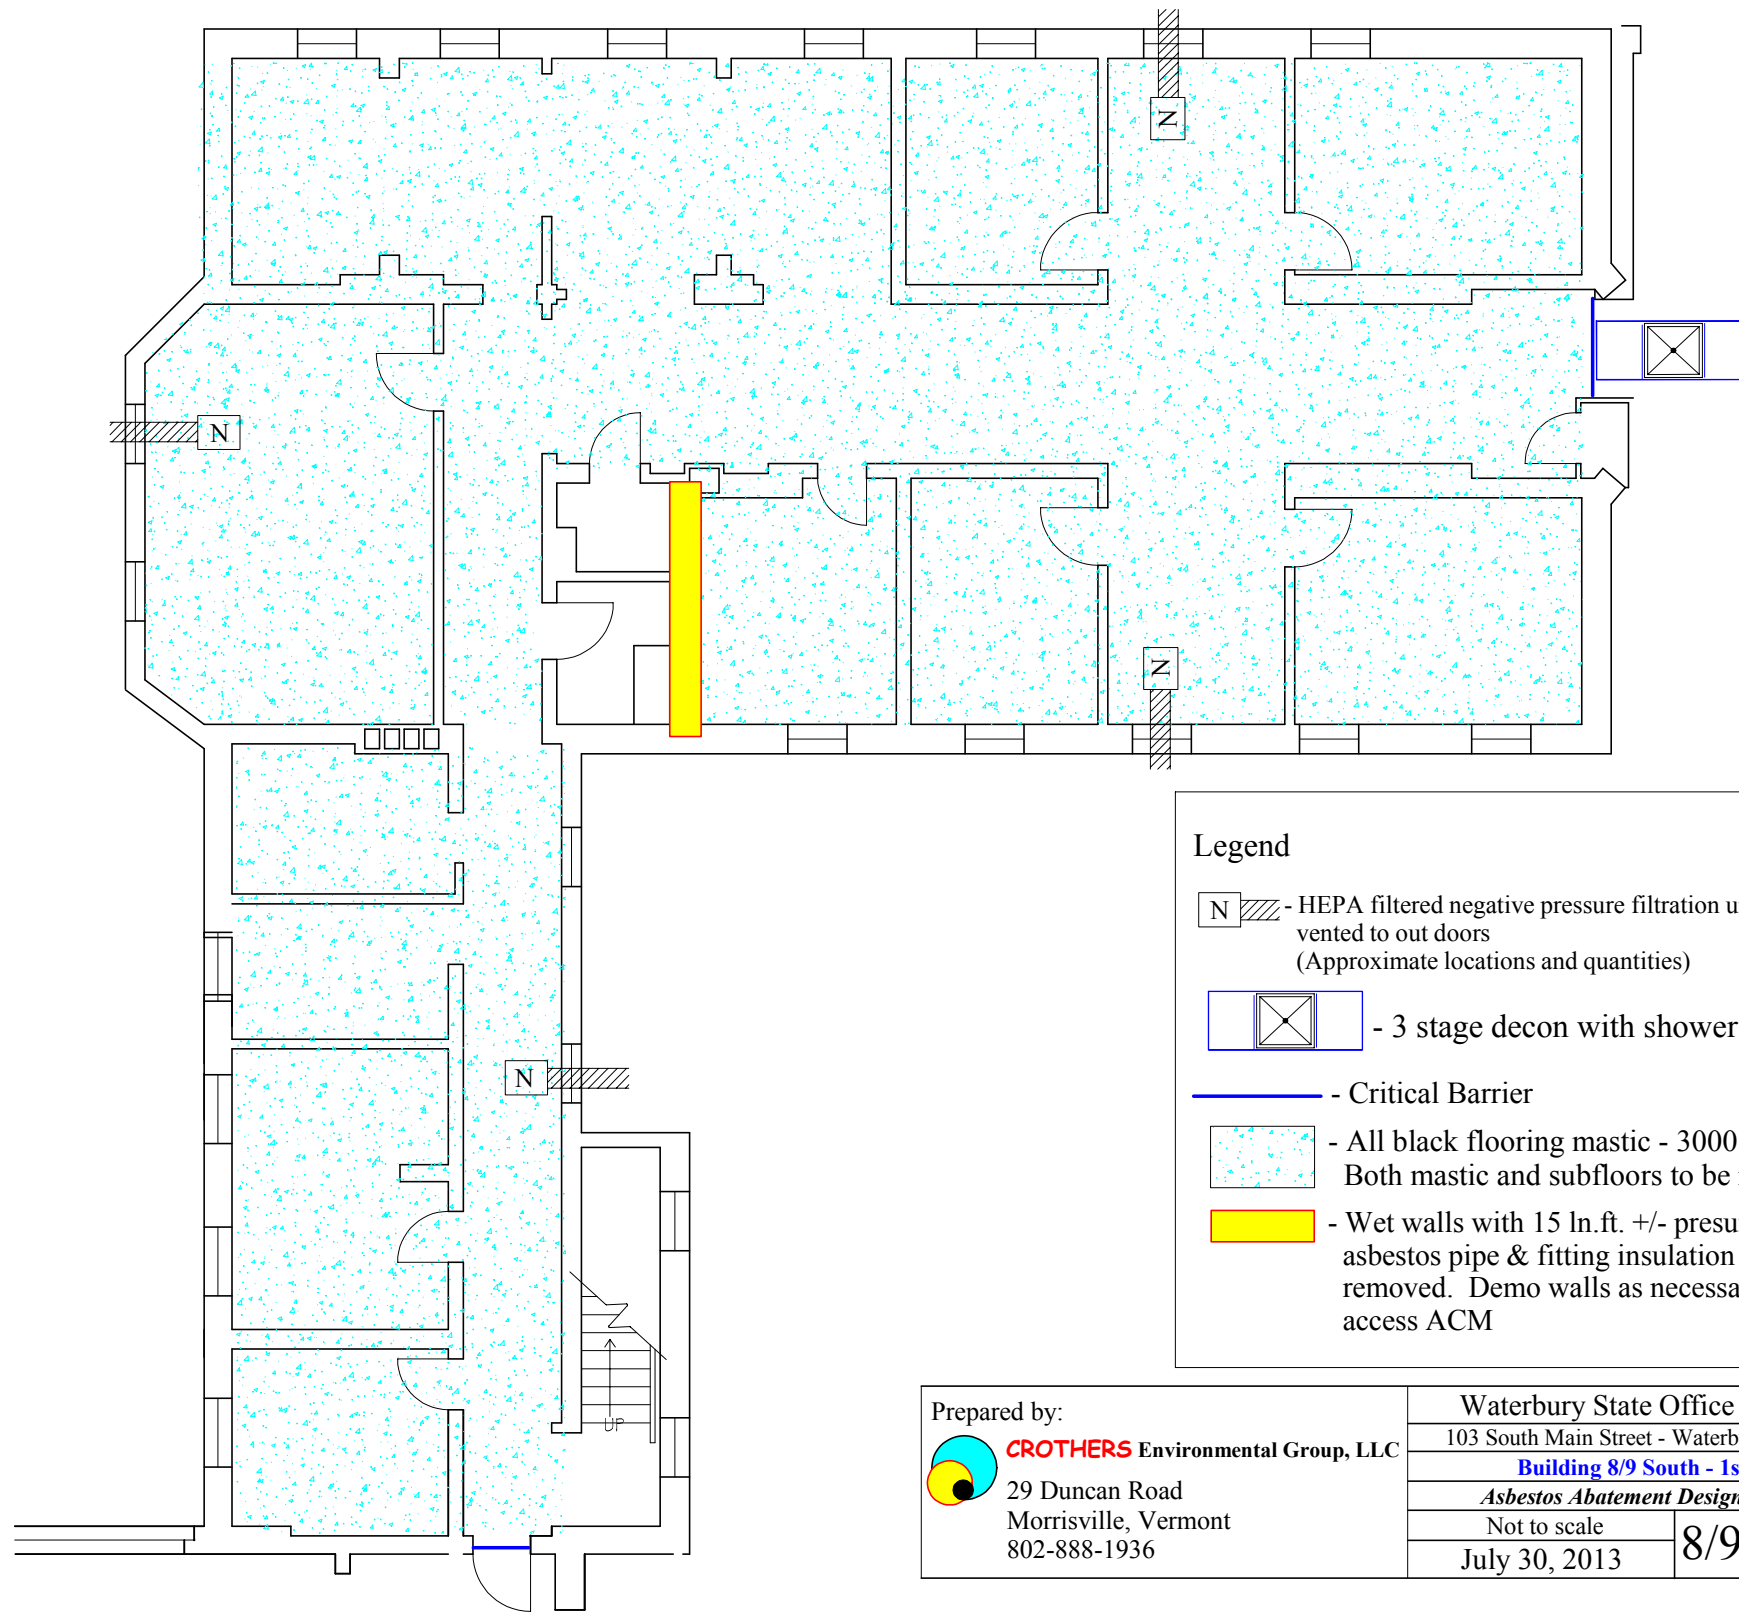 N
N
N
UP
N
Legend
N - HEPA filtered negative pressure filtration
vented to out doors
(Approximate locations and quantities)
- 3 stage decon with shower
- Critical Barrier
- All black flooring mastic - 3000
Both mastic and subfloors to be
- Wet walls with 15 ln.ft. +/-
asbestos pipe & fitting insulation
removed. Demo walls as
access ACM
Prepared by:
CROTHERS Environmental Group, LLC
29 Duncan Road
Morrisville, Vermont
802-888-1936
Waterbury State Office
103 South Main Street -
Building 8/9 South -
Asbestos Abatement Design
Not to scale
July 30, 2013
8/9